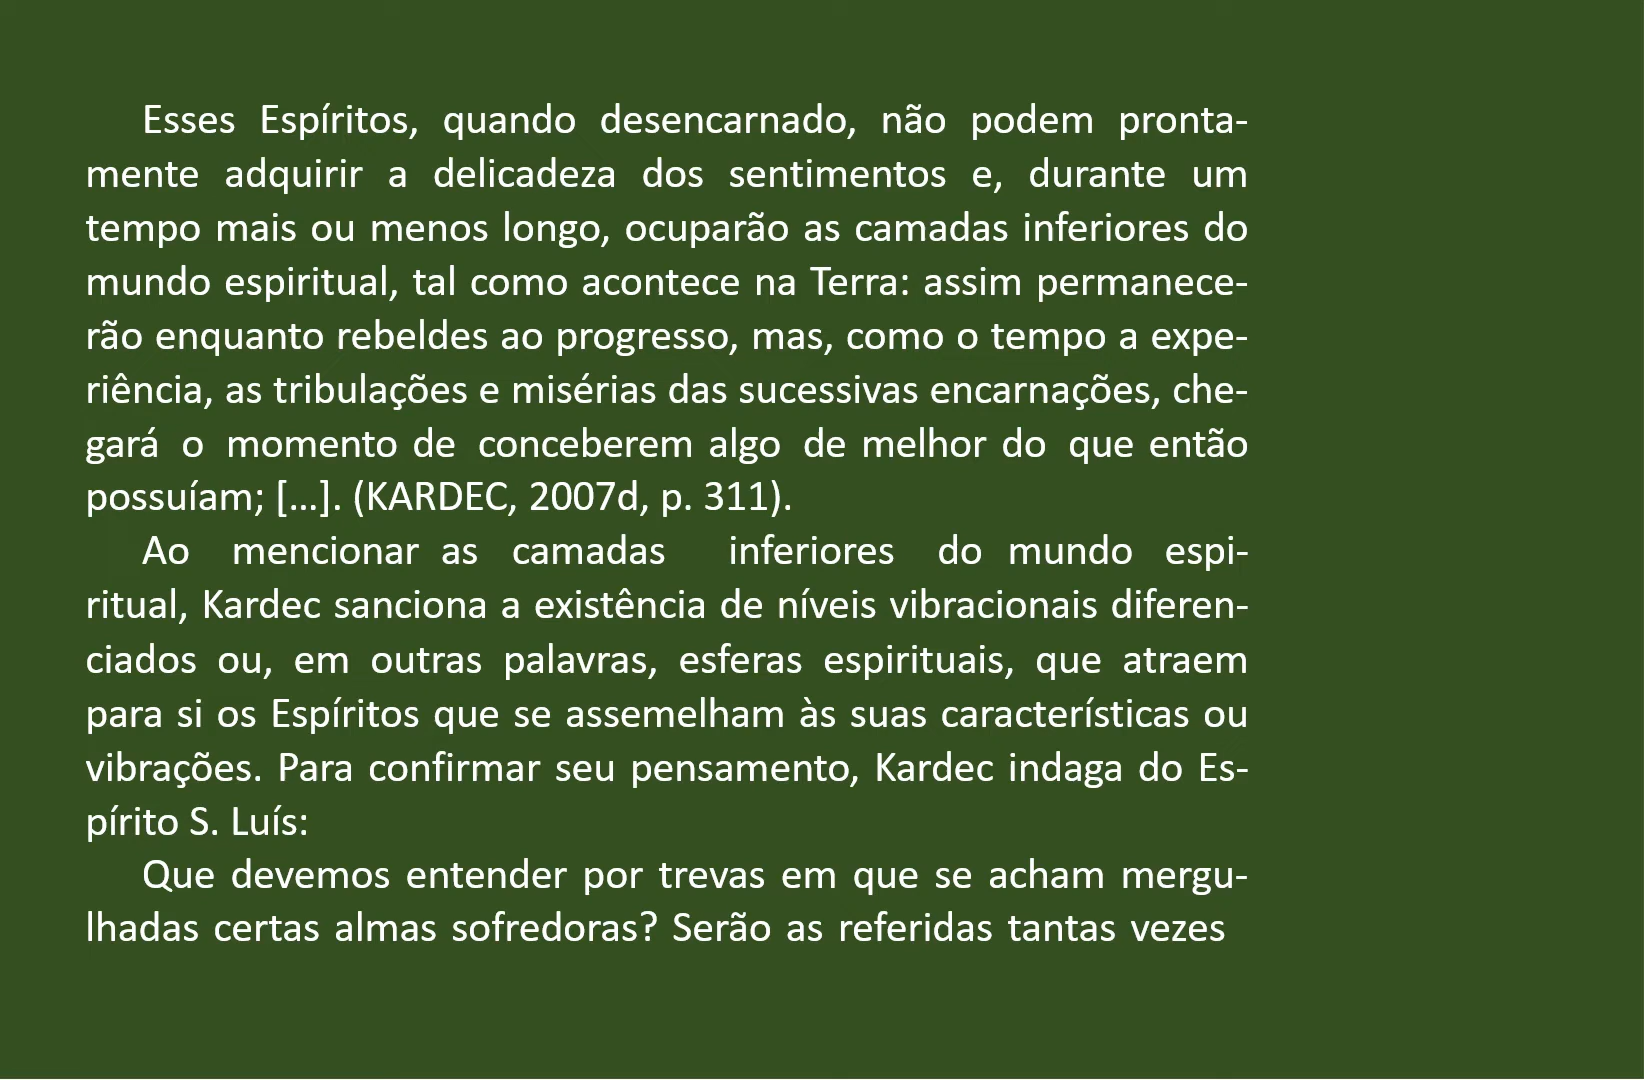 Esses Espíritos, quando desencarnado, não podem pronta-
mente adquirir a delicadeza dos sentimentos e, durante um
tempo mais ou menos longo, ocuparão as camadas inferiores do
mundo espiritual, tal como acontece na Terra: assim permanece-
rão enquanto rebeldes ao progresso, mas, como o tempo a expe-
riência, as tribulações e misérias das sucessivas encarnações, che-
gará o momento de conceberem algo de melhor do que então
possuíam; [...]. (KARDEC, 2007d, p. 311).
Ao mencionar as camadas inferiores do mundo espi-
ritual, Kardec sanciona a existência de níveis vibracionais diferen-
ciados ou, em outras palavras, esferas espirituais, que atraem
para si os Espíritos que se assemelham às suas características ou
vibrações. Para confirmar seu pensamento, Kardec indaga do Es-
pírito S. Luís:
Que devemos entender por trevas em que se acham mergu-
lhadas certas almas sofredoras? Serão as referidas tantas vezes